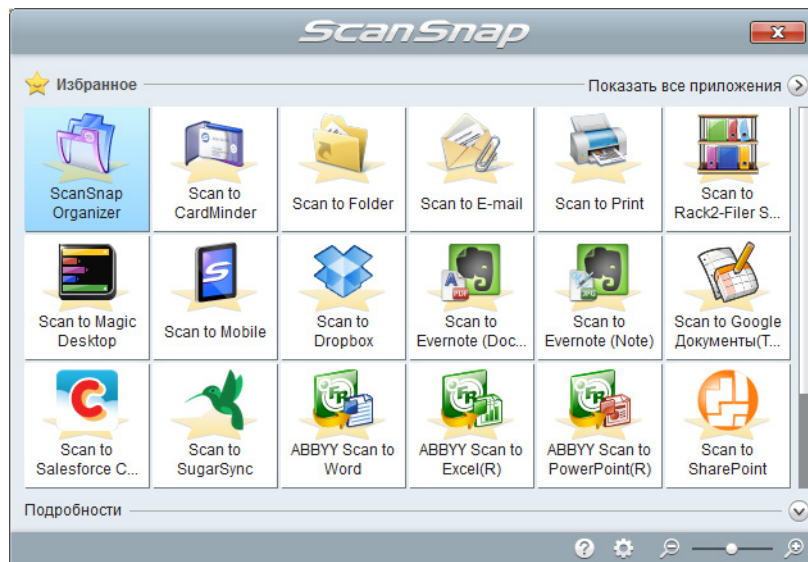 ScanSnap
Избранное
Показать все приложения
ScanSnap
Organizer
Scan to
CardMinder
Scan to Folder
Scan to E-mail
Scan to Print
Scan to
Rack2-Filer S...
Scan to Magic
Desktop
Scan to Mobile
Scan to
Dropbox
Scan to
Evernote (Doc...
Scan to
Evernote (Note)
Scan to Google
Документы(T...
Scan to
Salesforce C...
Scan to
SugarSync
ABBYY Scan to
Word
ABBYY Scan to
Excel(R)
ABBYY Scan to
PowerPoint(R)
Scan to
SharePoint
Подробности